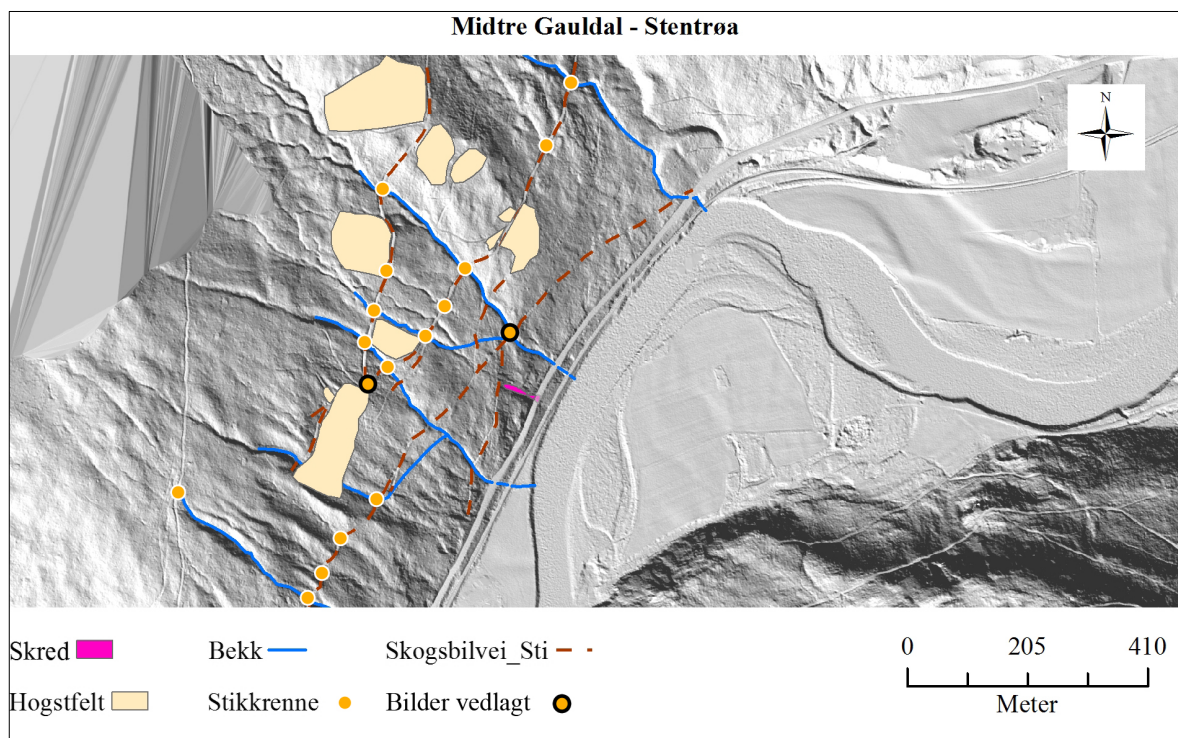 Midtre Gauldal - Stentrøa
N
Skred Bekk Skogsbilvei_Sti 0 205 410
Hogstfelt Stikkrenne Bilder vedlagt Meter